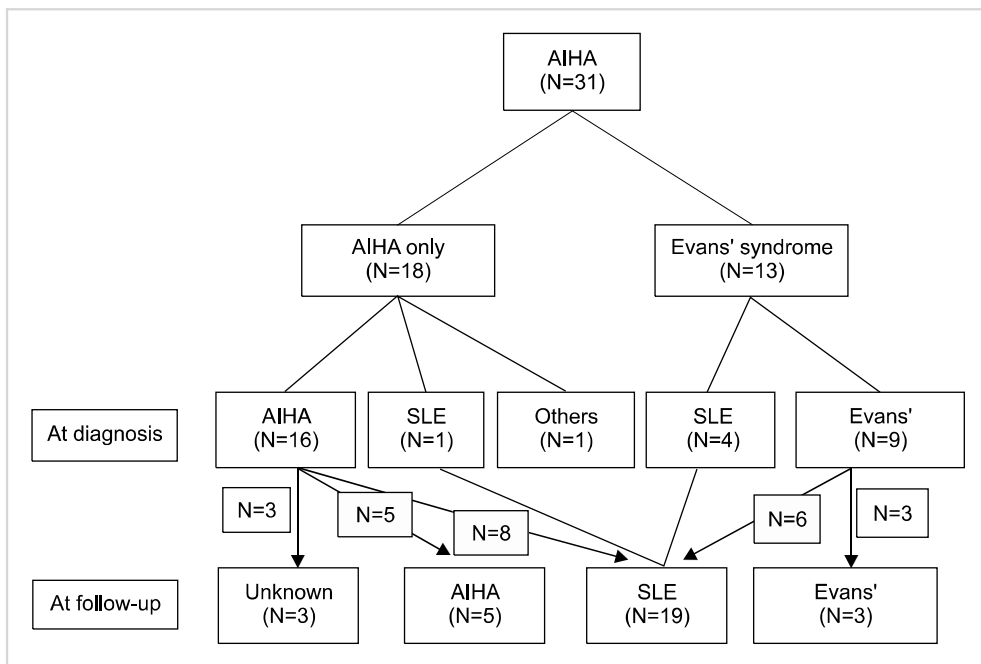 AIHA
(N=31)
AIHA only
(N=18)
Evans' syndrome
(N=13)
At diagnosis
AIHA
(N=16)
SLE
(N=1)
Others
(N=1)
SLE
(N=4)
Evans'
(N=9)
N=3
N=5
N=8
N=6
N=3
At follow-up
Unknown
(N=3)
AIHA
(N=5)
SLE
(N=19)
Evans'
(N=3)